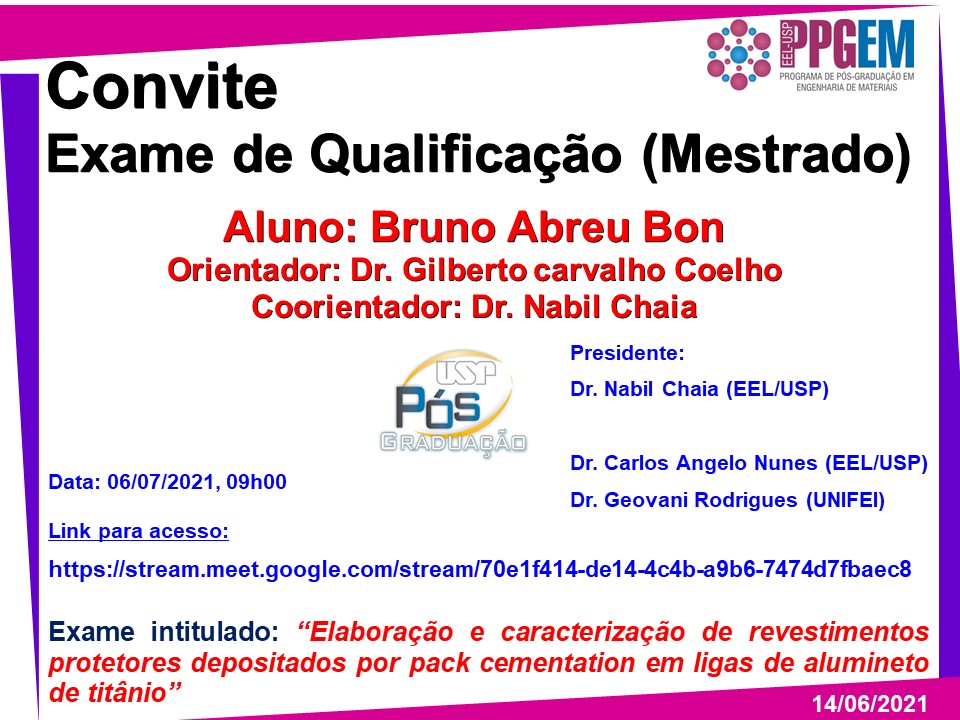 EEL-USP
PPGEM
PROGRAMA DE PÓS-GRADUAÇÃO EM
ENGENHARIA DE MATERIAIS
Convite
Exame de Qualificação (Mestrado)
Aluno: Bruno Abreu Bon
Orientador: Dr. Gilberto carvalho Coelho
Coorientador: Dr. Nabil Chaia
USP
PÓS
GRADUAÇÃO
Presidente:
Dr. Nabil Chaia (EEL/USP)
Dr. Carlos Angelo Nunes (EEL/USP)
Dr. Geovani Rodrigues (UNIFEI)
Data: 06/07/2021, 09h00
Link para acesso:
https://stream.meet.google.com/stream/70e1f414-de14-4c4b-a9b6-7474d7fbaec8
Exame intitulado: “Elaboração e caracterização de revestimentos
protetores depositados por pack cementation em ligas de alumineto
de titânio”
14/06/2021